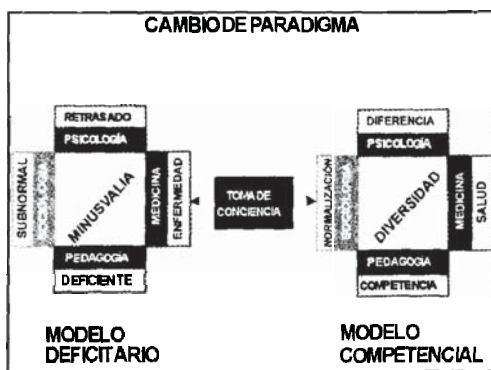 CAMBIO DE PARADIGMA
RETRASADO
PSICOLOGÍA
SUBNORMAL
MINUSVALIA
MEDICINA
ENFERMEDAD
PEDAGOGÍA
DEFICIENTE
MODELO
DEFICITARIO
TOMA DE
CONCIENCIA
DIFERENCIA
PSICOLOGÍA
NORMALIZACIÓN
DIVERSIDAD
MEDICINA
SALUD
PEDAGOGÍA
COMPETENCIA
MODELO
COMPETENCIAL